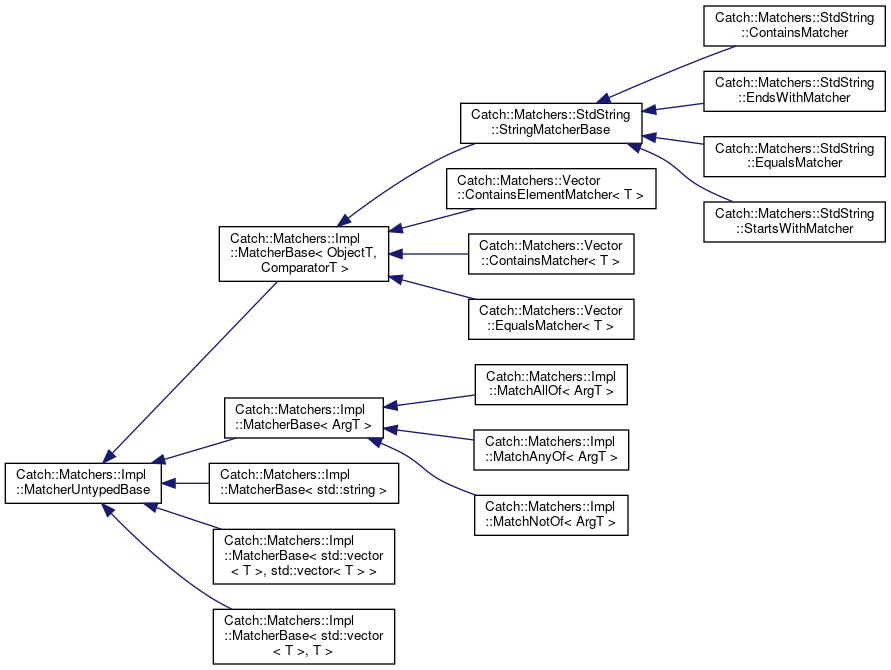 Catch::Matchers::StdString
::ContainsMatcher
Catch::Matchers::StdString
::EndsWithMatcher
Catch::Matchers::StdString
::StringMatcherBase
Catch::Matchers::StdString
::EqualsMatcher
Catch::Matchers::Vector
::ContainsElementMatcher< T >
Catch::Matchers::StdString
::StartsWithMatcher
Catch::Matchers::Impl
::MatcherBase< ObjectT,
ComparatorT >
Catch::Matchers::Vector
::ContainsMatcher< T >
Catch::Matchers::Vector
::EqualsMatcher< T >
Catch::Matchers::Impl
::MatchAllOf< ArgT >
Catch::Matchers::Impl
::MatcherBase< ArgT >
Catch::Matchers::Impl
::MatchAnyOf< ArgT >
Catch::Matchers::Impl
::MatcherUntypedBase
Catch::Matchers::Impl
::MatcherBase< std::string >
Catch::Matchers::Impl
::MatchNotOf< ArgT >
Catch::Matchers::Impl
::MatcherBase< std::vector
< T >, std::vector< T > >
Catch::Matchers::Impl
::MatcherBase< std::vector
< T >, T >